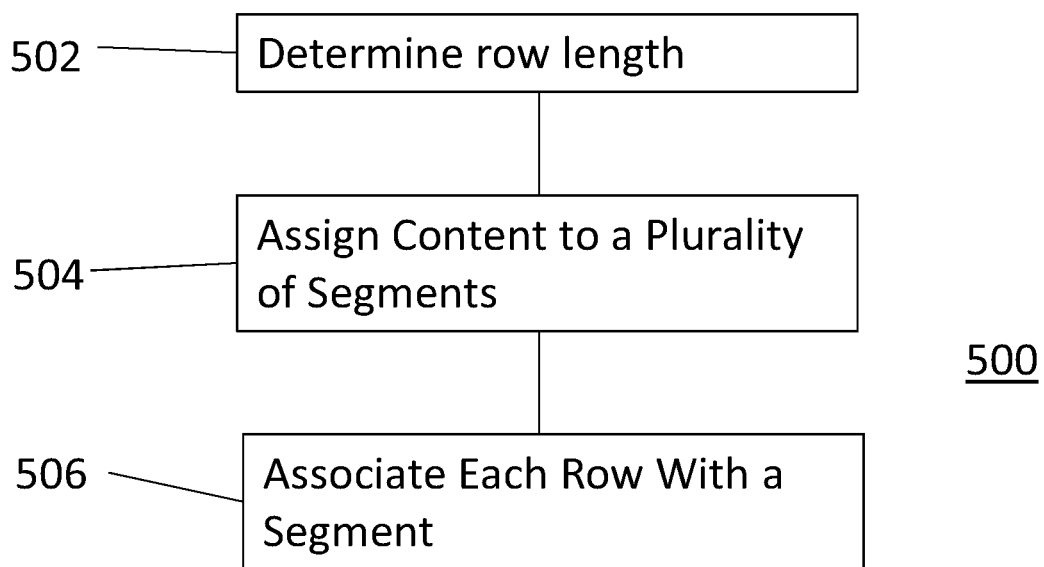 502
Determine row length
504
Assign Content to a Plurality
of Segments
500
506
Associate Each Row With a
Segment